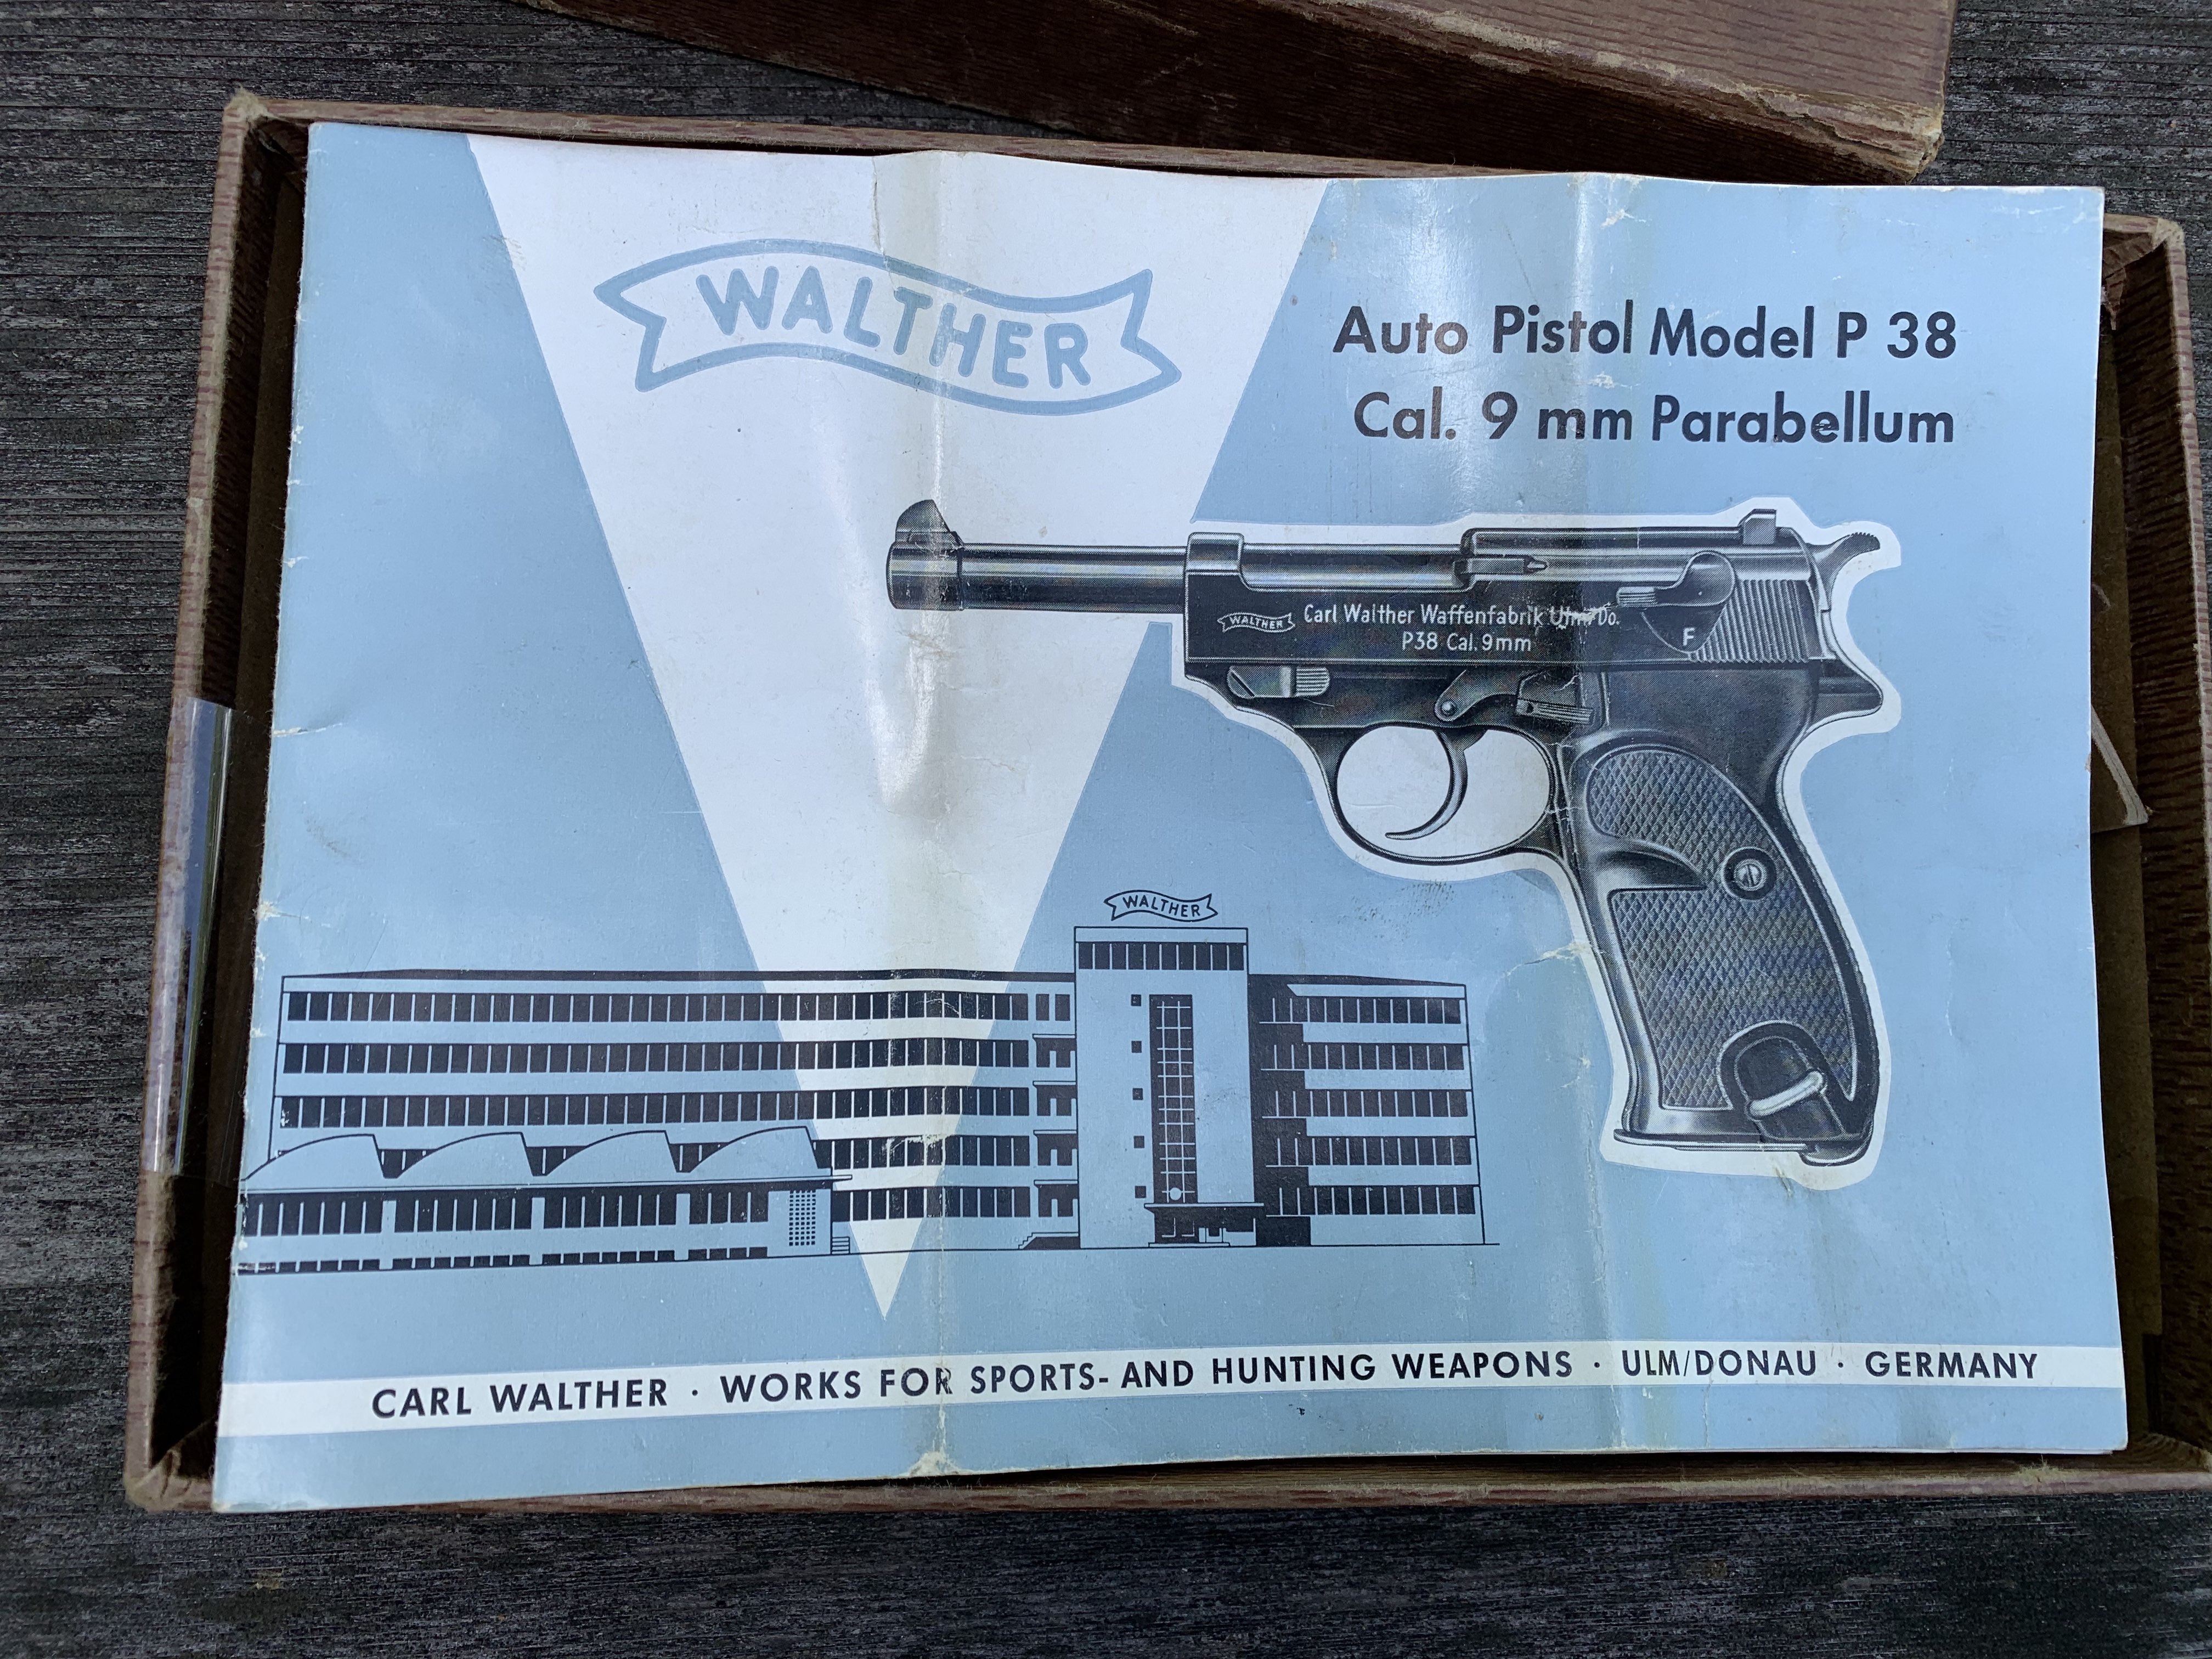 WALTHER
Auto Pistol Model P 38
Cal. 9 mm Parabellum
WALTHER Carl Walther Waffenfabrik Ulm/Do.
P38 Cal. 9mm
F
WALTHER
CARL WALTHER · WORKS FOR SPORTS- AND HUNTING WEAPONS · ULM/DONAU · GERMANY